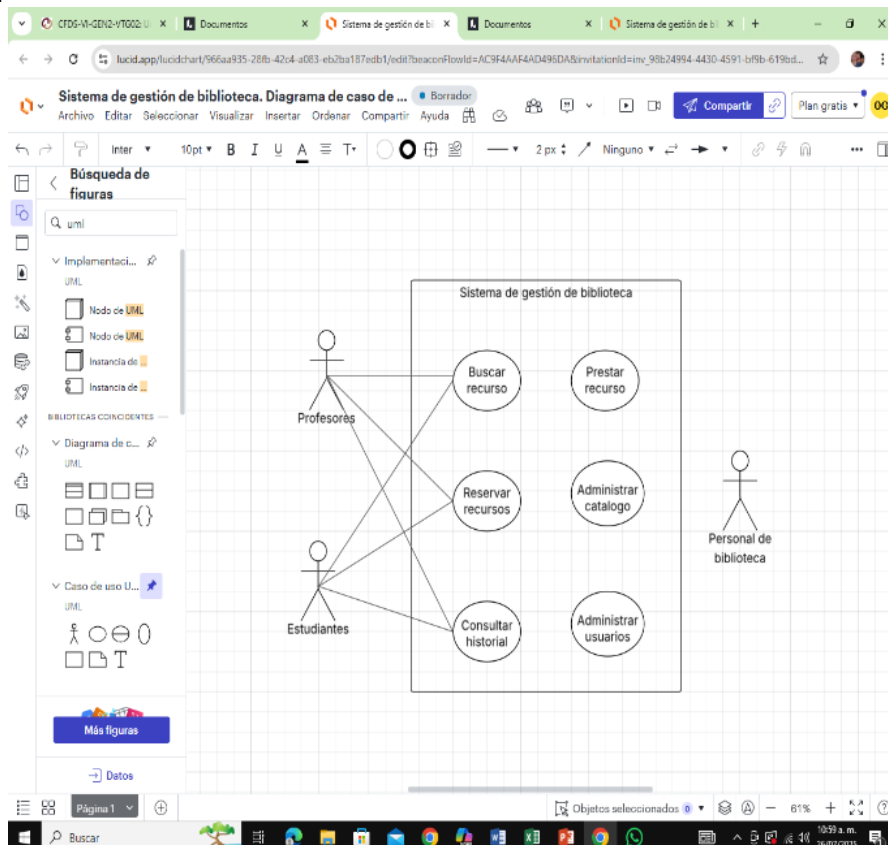 CFDS-VI-GEN2-VTG02: U
Documentos
Sistema de gestión de bi
Documentos
Sistema de gestión de bi
lucid.app/lucidchart/966aa935-28fb-42c4-a083-eb2ba187edb1/edit?beaconFlowId=AC9F4AAF4AD496DA&invitationId=inv_98b24994-4430-4591-bf9b-619bd...
Sistema de gestión de biblioteca. Diagrama de caso de ...
Borrador
Archivo Editar Seleccionar Visualizar Insertar Ordenar Compartir Ayuda
Compartir
Plan gratis
Inter
10pt
B I U A
2 px
Ninguno
Búsqueda de
figuras
uml
Implementaci...
UML
Nodo de UML
Nodo de UML
Instancia de ...
Instancia de ...
BIBLIOTECAS COINCIDENTES
Diagrama de c...
UML
Caso de uso U...
UML
Más figuras
Datos
Sistema de gestión de biblioteca
Buscar
recurso
Prestar
recurso
Profesores
Reservar
recursos
Administrar
catalogo
Personal de
biblioteca
Estudiantes
Consultar
historial
Administrar
usuarios
Página 1
Objetos seleccionados 0
61%
Buscar
10:59 a. m.
16/07/2025